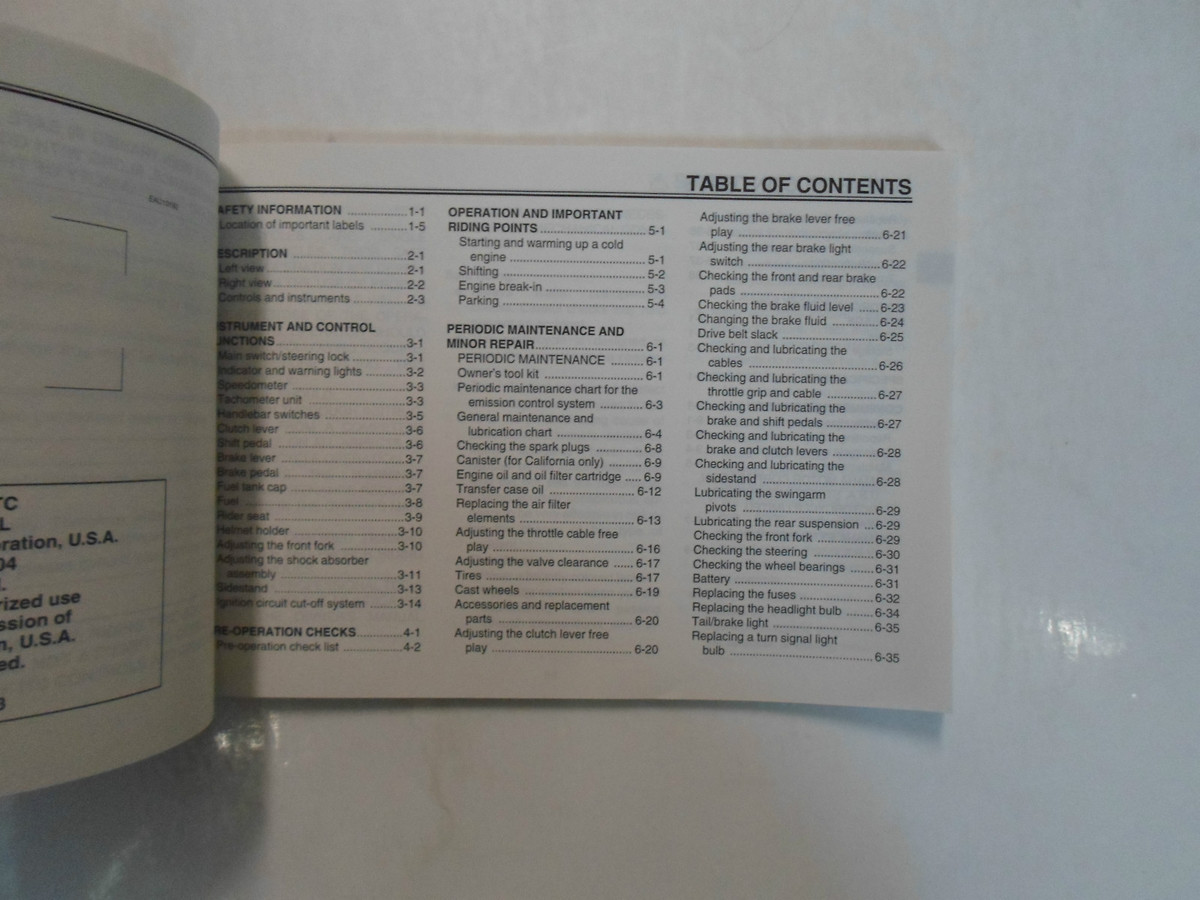 TC
L
oration, U.S.A.
04
rized use
ssion of
n, U.S.A.
ed.
3
TABLE OF CONTENTS
AFETY INFORMATION ....................1-1
Location of important labels ..........1-5
ESCRIPTION ....................2-1
Left view ....................2-1
Right view ....................2-2
Controls and instruments ....................2-3
STRUMENT AND CONTROL
UNCTIONS ....................3-1
Main switch/steering lock ....................3-1
Indicator and warning lights ..........3-2
Speedometer ....................3-3
Tachometer unit ....................3-3
Handlebar switches ....................3-5
Clutch lever ....................3-6
Shift pedal ....................3-6
Brake lever ....................3-7
Brake pedal ....................3-7
Fuel tank cap ....................3-7
Fuel ....................3-8
Rider seat ....................3-9
Helmet holder ....................3-10
Adjusting the front fork ....................3-10
Adjusting the shock absorber
assembly ....................3-11
Sidestand ....................3-13
Ignition circuit cut-off system ........3-14
RE-OPERATION CHECKS ....................4-1
Pre-operation check list ....................4-2
OPERATION AND IMPORTANT
RIDING POINTS ....................5-1
Starting and warming up a cold
engine ....................5-1
Shifting ....................5-2
Engine break-in ....................5-3
Parking ....................5-4
PERIODIC MAINTENANCE AND
MINOR REPAIR ....................6-1
PERIODIC MAINTENANCE ..........6-1
Owner's tool kit ....................6-1
Periodic maintenance chart for the
emission control system ..........6-3
General maintenance and
lubrication chart ....................6-4
Checking the spark plugs ..........6-8
Canister (for California only) ..........6-9
Engine oil and oil filter cartridge .....6-9
Transfer case oil ....................6-12
Replacing the air filter
elements ....................6-13
Adjusting the throttle cable free
play ....................6-16
Adjusting the valve clearance ......6-17
Tires ....................6-17
Cast wheels ....................6-19
Accessories and replacement
parts ....................6-20
Adjusting the clutch lever free
play ....................6-20
Adjusting the brake lever free
play ....................6-21
Adjusting the rear brake light
switch ....................6-22
Checking the front and rear brake
pads ....................6-22
Checking the brake fluid level ......6-23
Changing the brake fluid ..........6-24
Drive belt slack ....................6-25
Checking and lubricating the
cables ....................6-26
Checking and lubricating the
throttle grip and cable ..........6-27
Checking and lubricating the
brake and shift pedals ..........6-27
Checking and lubricating the
brake and clutch levers ..........6-28
Checking and lubricating the
sidestand ....................6-28
Lubricating the swingarm
pivots ....................6-29
Lubricating the rear suspension ...6-29
Checking the front fork ..........6-29
Checking the steering ..........6-30
Checking the wheel bearings ......6-31
Battery ....................6-31
Replacing the fuses ..........6-32
Replacing the headlight bulb ......6-34
Tail/brake light ....................6-35
Replacing a turn signal light
bulb ....................6-35